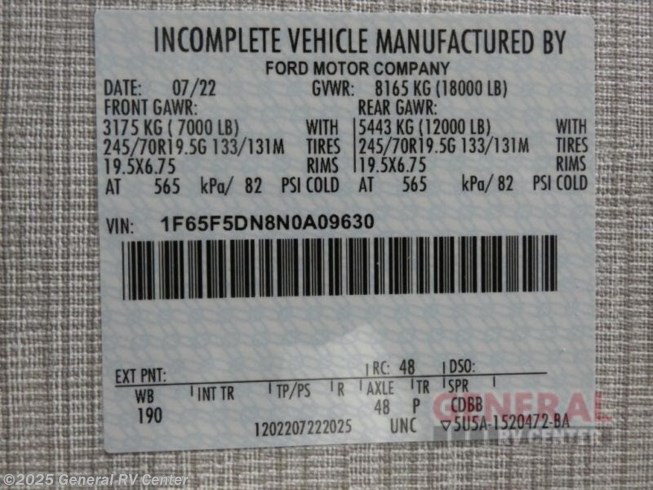 INCOMPLETE VEHICLE MANUFACTURED BY
FORD MOTOR COMPANY
DATE: 07/22 GVWR: 8165 KG (18000 LB)
FRONT GAWR: REAR GAWR:
3175 KG ( 7000 LB) WITH 5443 KG (12000 LB) WITH
245/70R19.5G 133/131M TIRES 245/70R19.5G 133/131M TIRES
19.5X6.75 RIMS 19.5X6.75 RIMS
AT 565 kPa/ 82 PSI COLD AT 565 kPa/ 82 PSI COLD
VIN: 1F65F5DN8N0A09630
EXT PNT: RC: 48 DSO:
WB INT TR TP/PS R AXLE TR SPR
190 48 P CDBB
1202207222025 UNC ▽5U5A-1520472-BA
GENERAL
RV CENTER
©2025 General RV Center